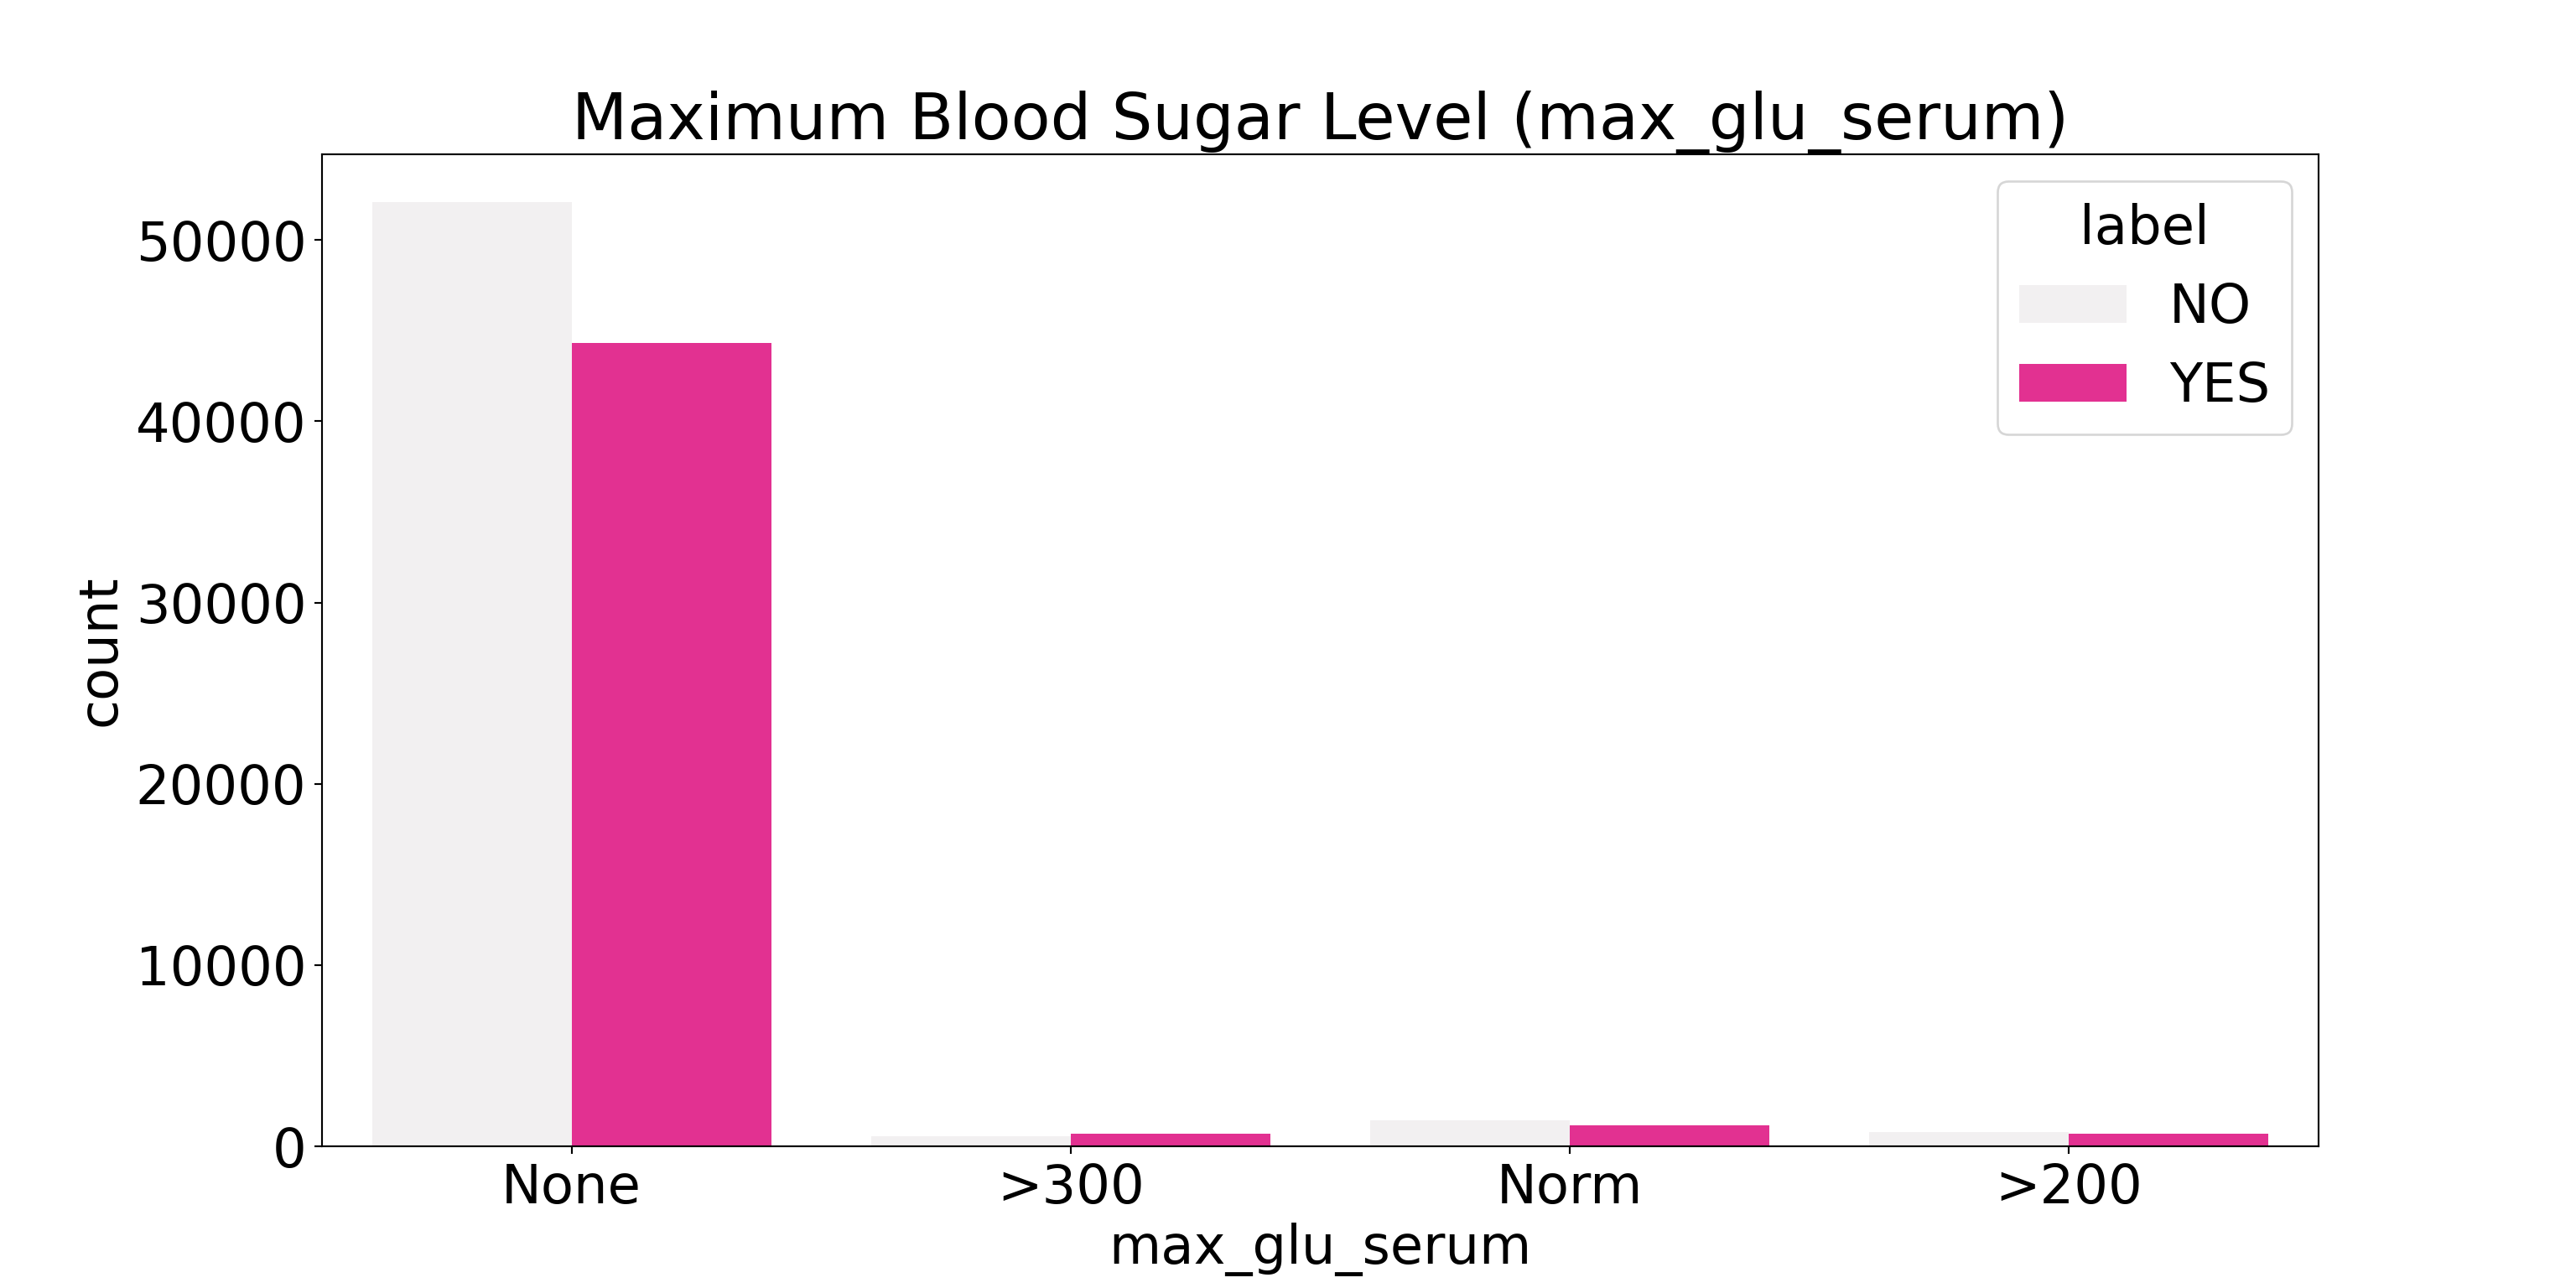 Maximum Blood Sugar Level (max_glu_serum)
label
NO
YES
50000
40000
30000
20000
10000
0
count
None
>300
Norm
>200
max_glu_serum